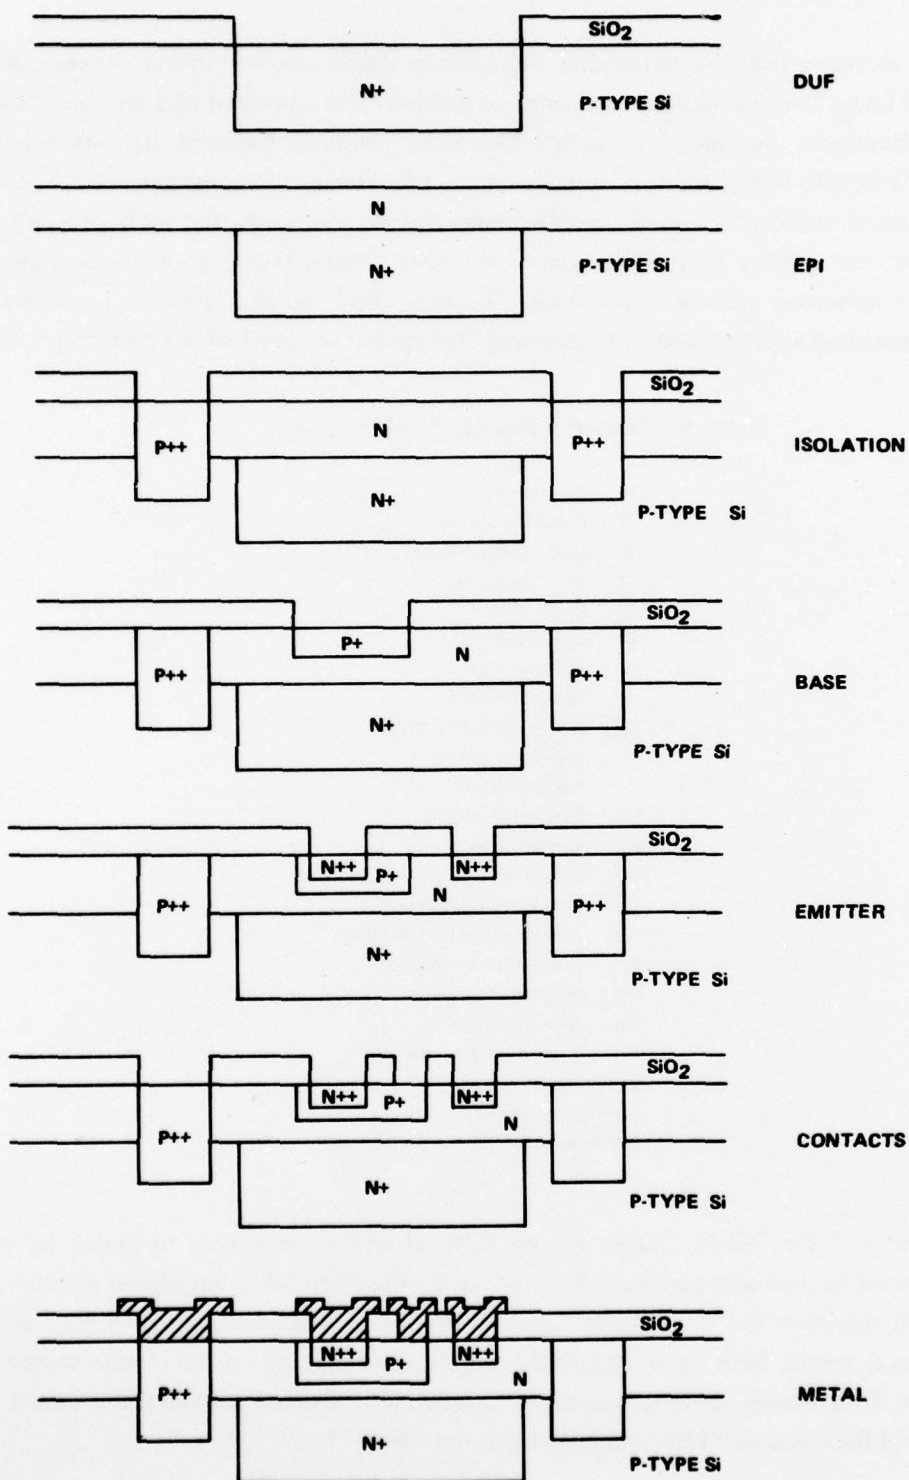 SiO2
N+
P-TYPE Si
DUF
N
N+
P-TYPE Si
EPI
SiO2
P++
N
P++
ISOLATION
N+
P-TYPE Si
SiO2
P+
N
P++
P++
BASE
N+
P-TYPE Si
SiO2
N++
P+
N++
N
P++
P++
EMITTER
N+
P-TYPE Si
SiO2
N++
P+
N++
N
P++
CONTACTS
N+
P-TYPE Si
SiO2
N++
P+
N++
N
P++
METAL
N+
P-TYPE Si